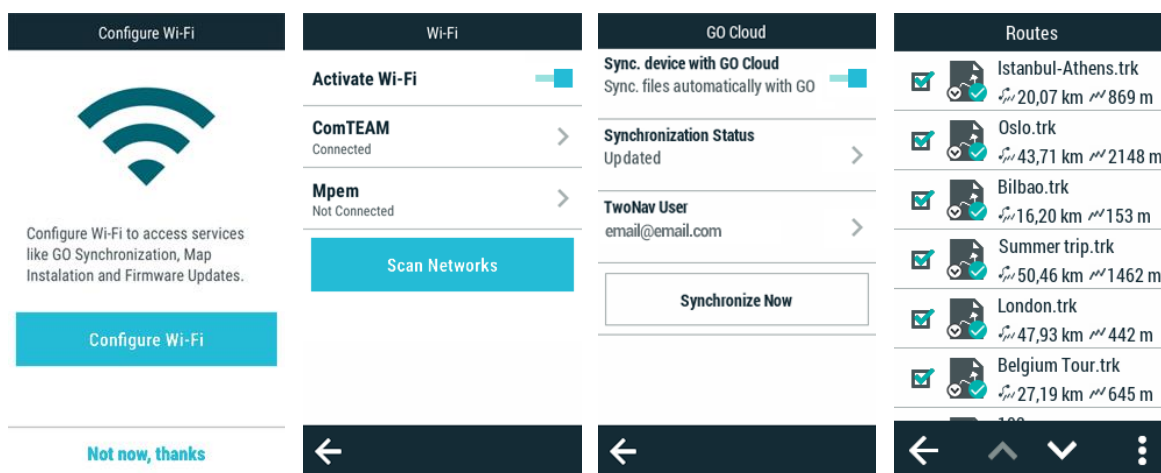 Configure Wi-Fi
Configure Wi-Fi to access services
like GO Synchronization, Map
Instalation and Firmware Updates.
Configure Wi-Fi
Not now, thanks
Wi-Fi
Activate Wi-Fi
ComTEAM
Connected
Mpem
Not Connected
Scan Networks
GO Cloud
Sync. device with GO Cloud
Sync. files automatically with GO
Synchronization Status
Updated
TwoNav User
email@email.com
Synchronize Now
Routes
Istanbul-Athens.trk
20,07 km 869 m
Oslo.trk
43,71 km 2148 m
Bilbao.trk
16,20 km 153 m
Summer trip.trk
50,46 km 1462 m
London.trk
47,93 km 442 m
Belgium Tour.trk
27,19 km 645 m